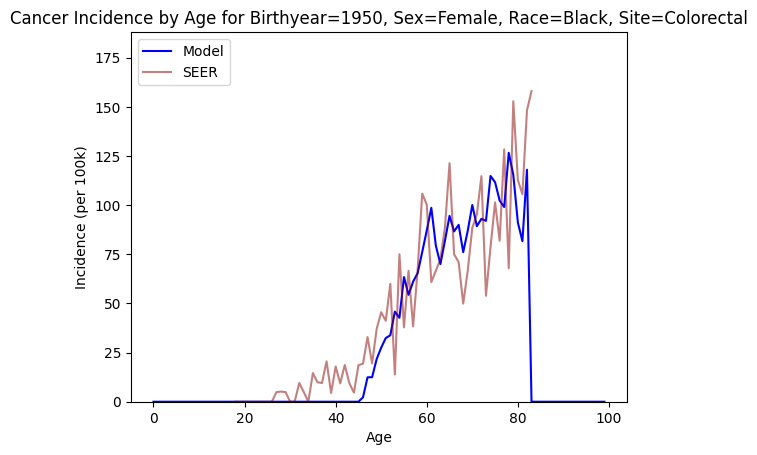 Cancer Incidence by Age for Birthyear=1950, Sex=Female, Race=Black, Site=Colorectal
Model
SEER
175
150
125
100
75
50
25
0
Incidence (per 100k)
0 20 40 60 80 100
Age